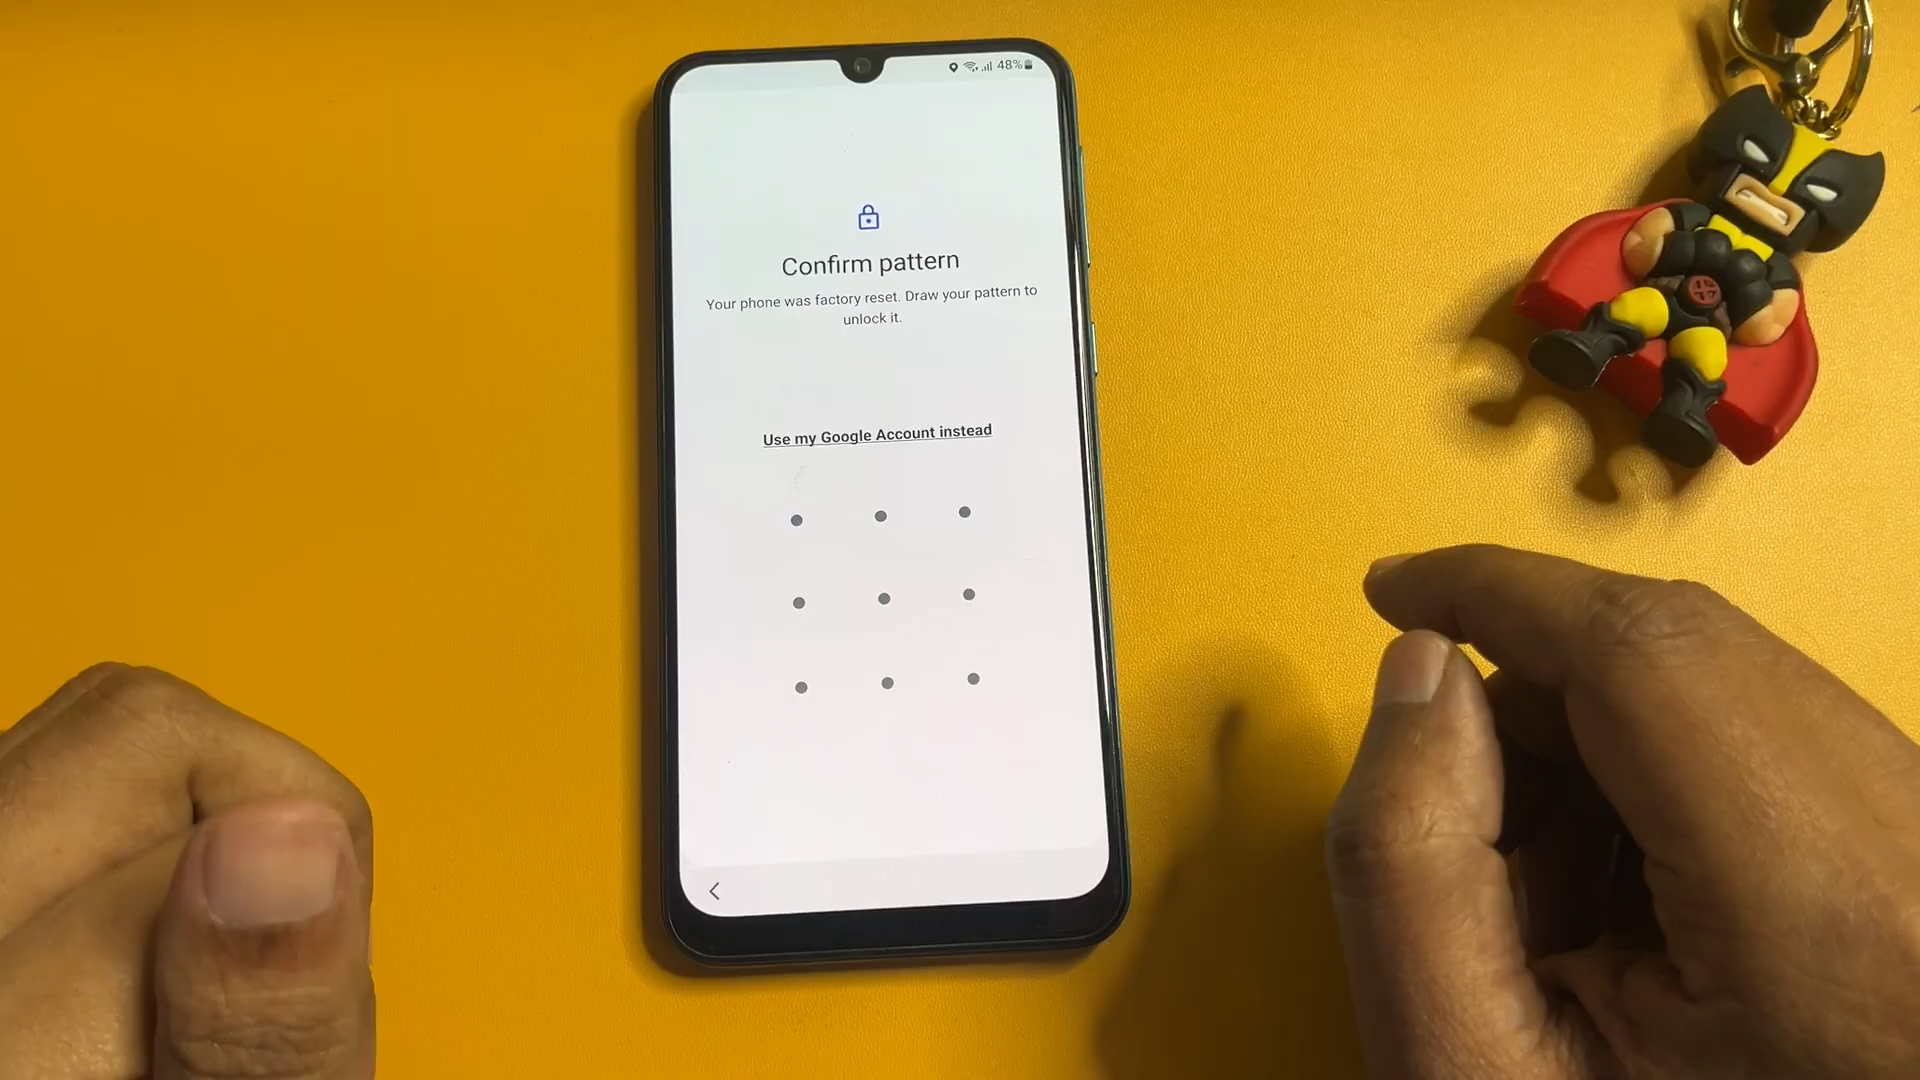 48%
Confirm pattern
Your phone was factory reset. Draw your pattern to
unlock it.
Use my Google Account instead